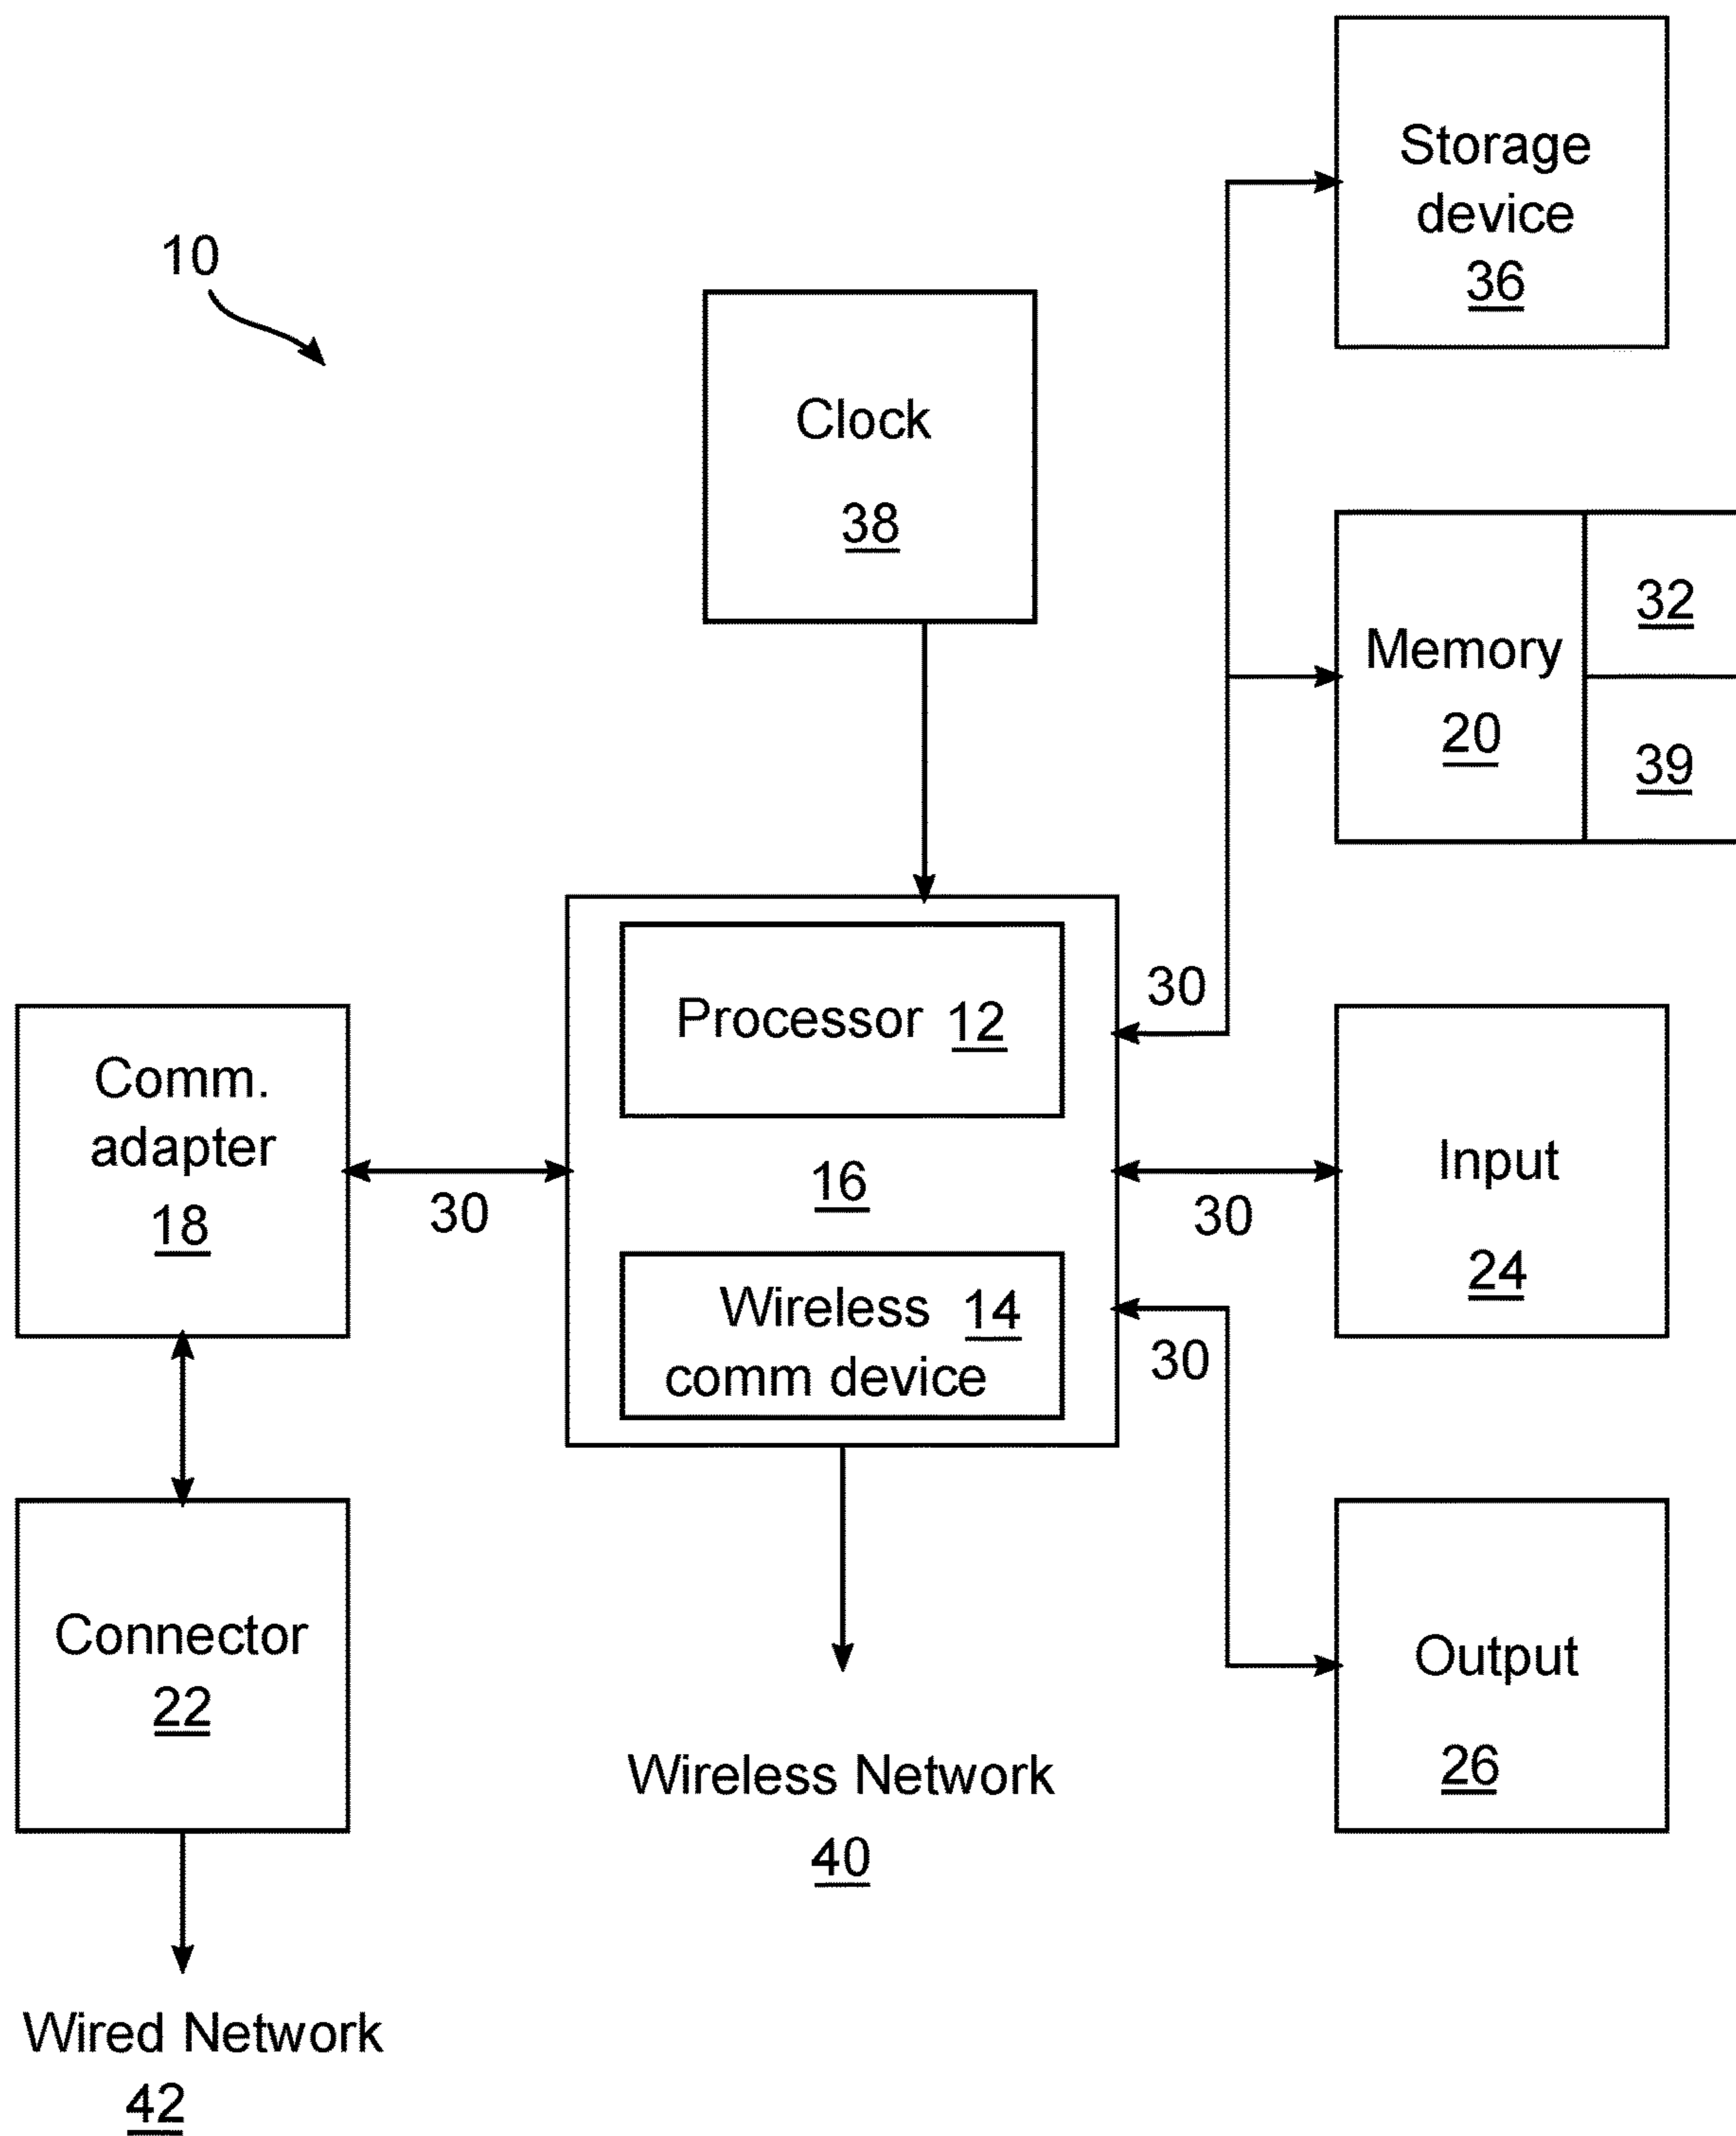 Storage
device
36
10
Clock
38
Memory
20
32
39
Processor 12
30
Comm.
adapter
18
30
16
30
Input
24
Wireless 14
comm device
30
Connector
22
Output
26
Wireless Network
40
Wired Network
42